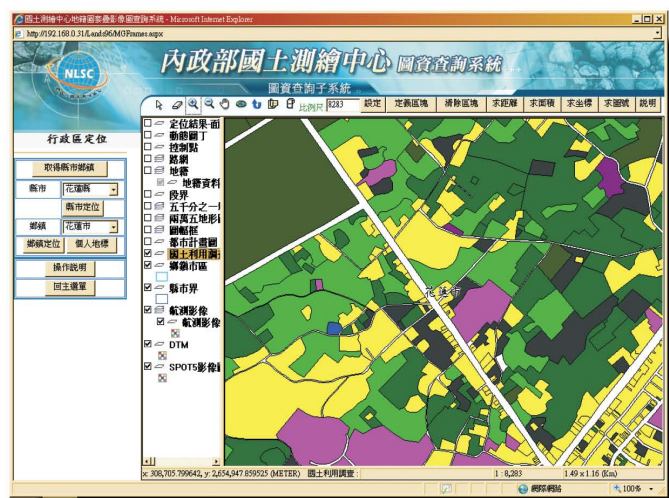 國土測繪中心地籍圖套疊影像圖查詢系統 - Microsoft Internet Explorer
http://192.168.0.31/Lands96/MGFrames.aspx
NLSC
內政部國土測繪中心 圖資查詢系統
圖資查詢子系統
比例尺 8283 設定 定義區塊 清除區塊 求距離 求面積 求坐標 求圖號 說明
行政區定位
取得縣市鄉鎮
縣市 花蓮縣
縣市定位
鄉鎮 花蓮市
鄉鎮定位 個人地標
操作說明
回主選單
定位結果-面
動態圖丁
控制點
路網
地籍
地籍資料
段界
五千分之一
兩萬五地形
圖幅框
都市計畫圖
國土利用調查
鄉鎮市區
縣市界
航測影像
航測影像
DTM
SPOT5影像
花蓮市
x: 308,705.799642, y: 2,654,947.859525 (METER) 國土利用調查 :
1 : 8,283
1.49 x 1.16 (Km)
網際網路
100%